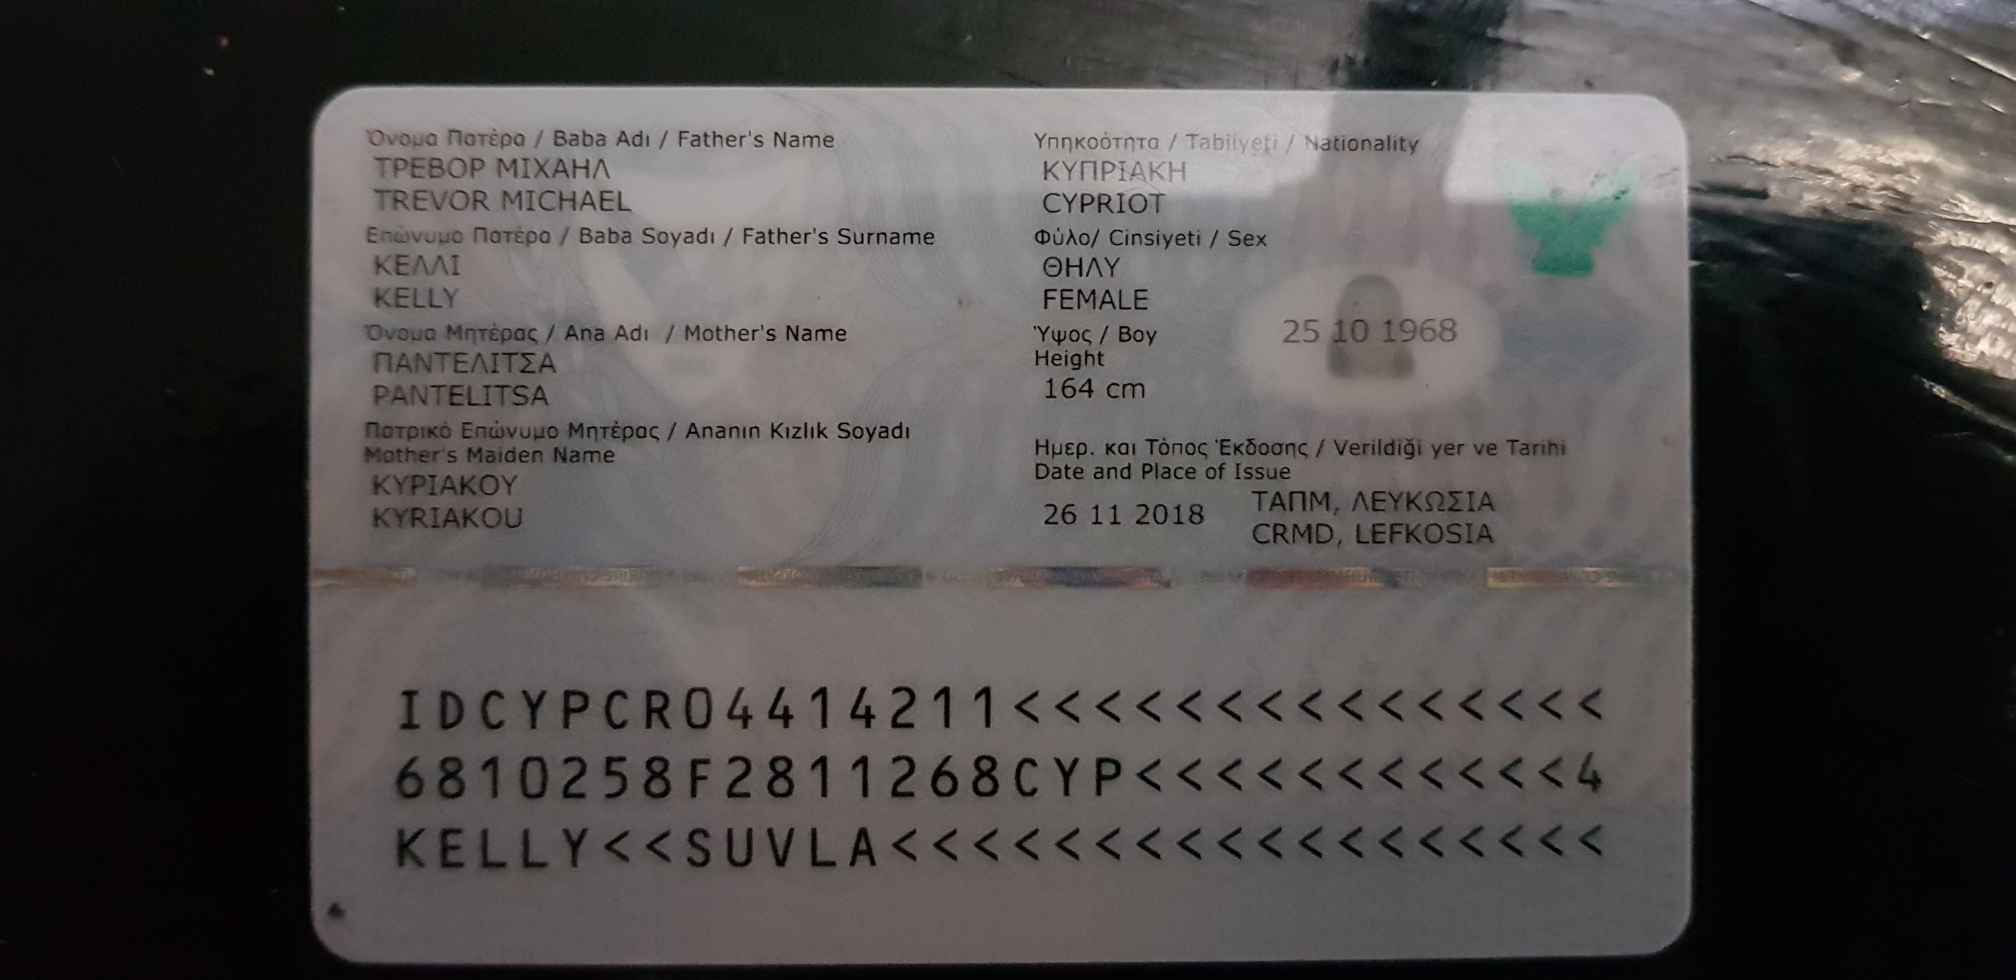 Όνομα Πατέρα / Baba Adı / Father's Name
ΤΡΕΒΟΡ ΜΙΧΑΗΛ
TREVOR MICHAEL
Επώνυμο Πατέρα / Baba Soyadı / Father's Surname
ΚΕΛΛΙ
KELLY
Όνομα Μητέρας / Ana Adı / Mother's Name
ΠΑΝΤΕΛΙΤΣΑ
PANTELITSA
Πατρικό Επώνυμο Μητέρας / Ananın Kızlık Soyadı
Mother's Maiden Name
ΚΥΡΙΑΚΟΥ
KYRIAKOU
Υπηκοότητα / Tabiiyeti / Nationality
ΚΥΠΡΙΑΚΗ
CYPRIOT
Φύλο/ Cinsiyeti / Sex
ΘΗΛΥ
FEMALE
Ύψος / Boy
Height
164 cm
25 10 1968
Ημερ. και Τόπος Έκδοσης / Verildiği yer ve Tarihi
Date and Place of Issue
26 11 2018
ΤΑΠΜ, ΛΕΥΚΩΣΙΑ
CRMD, LEFKOSIA
IDCYPCR04414211<<<<<<<<<<<<<<<
6810258F2811268CYP<<<<<<<<<<<4
KELLY<<SUVLA<<<<<<<<<<<<<<<<<<